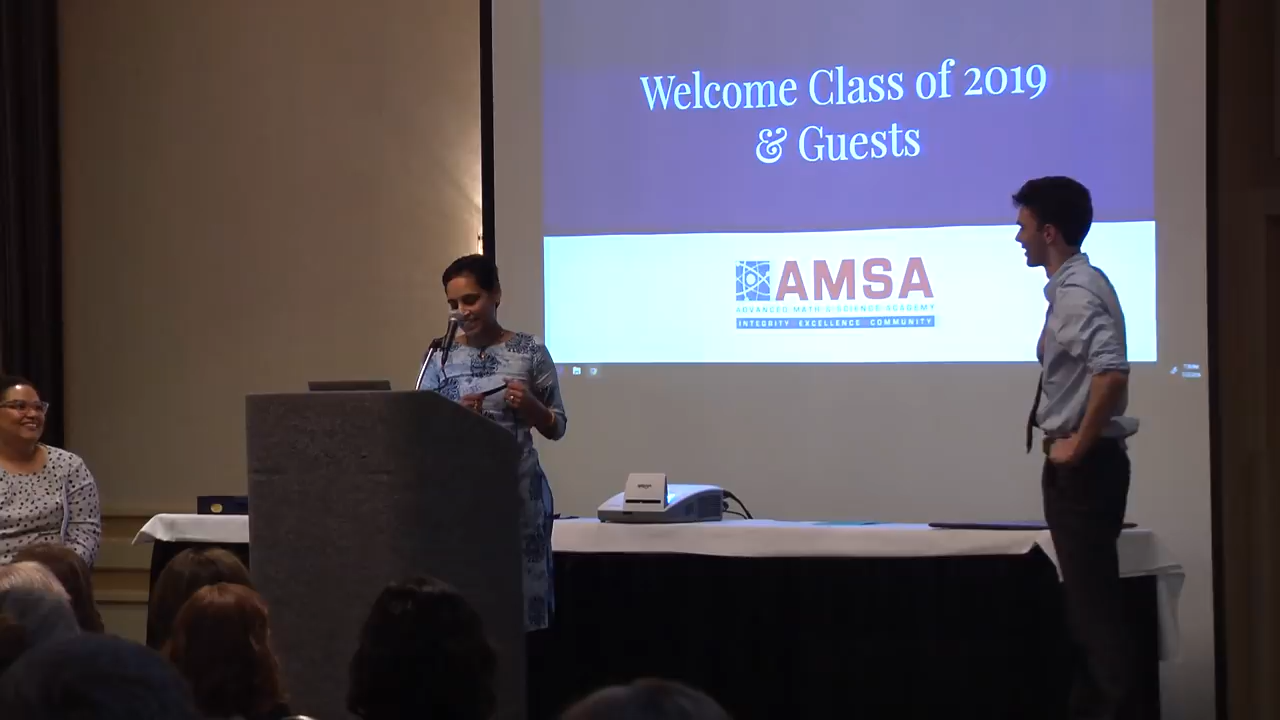 Welcome Class of 2019
& Guests
AMSA
ADVANCED MATH & SCIENCE ACADEMY
INTEGRITY EXCELLENCE COMMUNITY